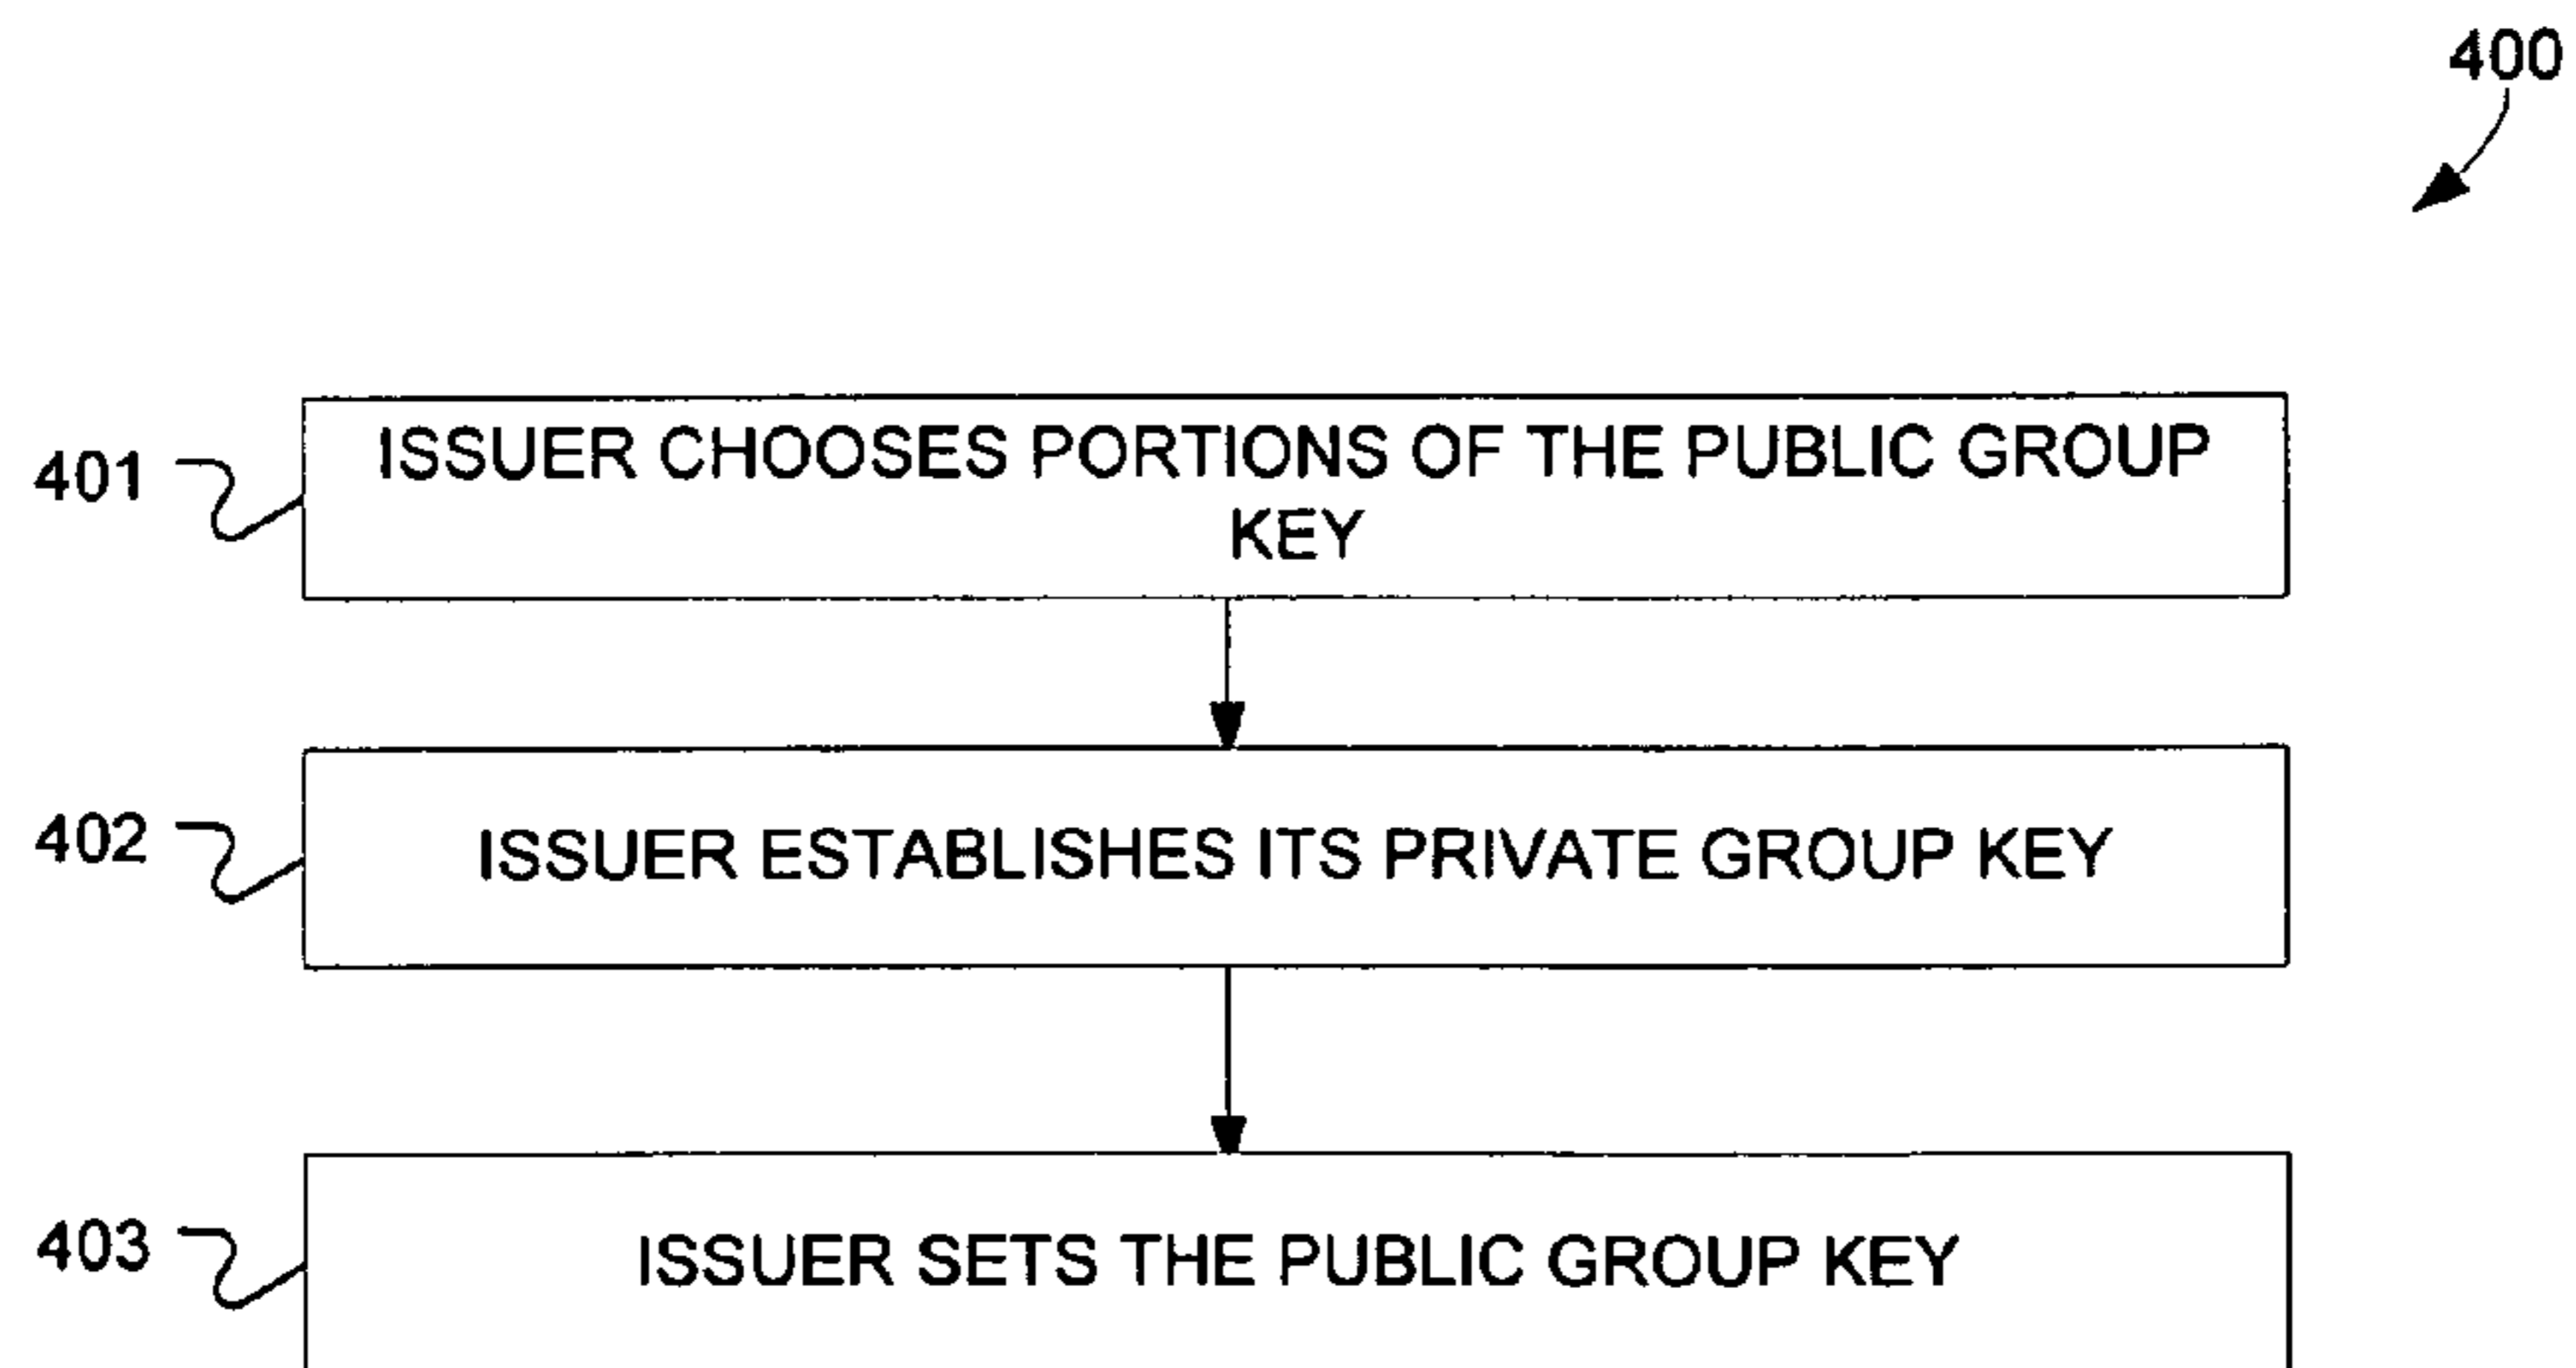 400
401
ISSUER CHOOSES PORTIONS OF THE PUBLIC GROUP
KEY
402
ISSUER ESTABLISHES ITS PRIVATE GROUP KEY
403
ISSUER SETS THE PUBLIC GROUP KEY